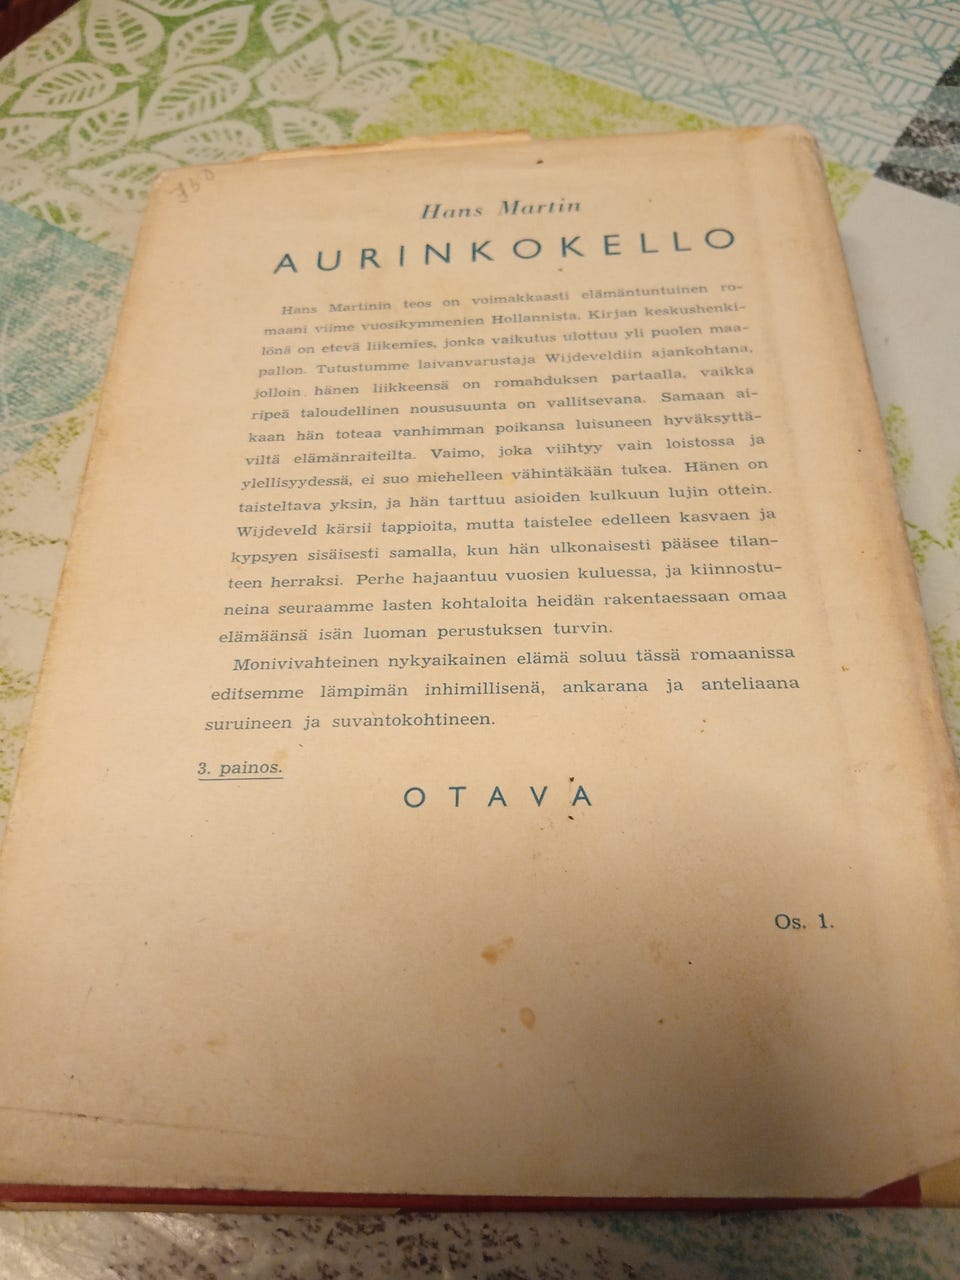 Hans Martin
AURINKOKELLO
Hans Martinin teos on voimakkaasti elämäntuntuinen ro-
maani viime vuosikymmenien Hollannista. Kirjan keskushenki-
lönä on etevä liikemies, jonka vaikutus ulottuu yli puolen maa-
pallon. Tutustumme laivanvarustaja Wijdeveldiin ajankohtana,
jolloin hänen liikkeensä on romahduksen partaalla, vaikka
ripeä taloudellinen noususuunta on vallitsevana. Samaan ai-
kaan hän toteaa vanhimman poikansa luisuneen hyväksyttä-
viltä elämänraiteilta. Vaimo, joka viihtyy vain loistossa ja
ylellisyydessä, ei suo miehelleen vähintäkään tukea. Hänen on
taisteltava yksin, ja hän tarttuu asioiden kulkuun lujin ottein.
Wijdeveld kärsii tappioita, mutta taistelee edelleen kasvaen ja
kypsyen sisäisesti samalla, kun hän ulkonaisesti pääsee tilan-
teen herraksi. Perhe hajaantuu vuosien kuluessa, ja kiinnostu-
neina seuraamme lasten kohtaloita heidän rakentaessaan omaa
elämäänsä isän luoman perustuksen turvin.
Monivivahteinen nykyaikainen elämä soluu tässä romaanissa
editsemme lämpimän inhimillisenä, ankarana ja anteliaana
suruineen ja suvantokohtineen.
3. painos.
OTAVA
Os. 1.